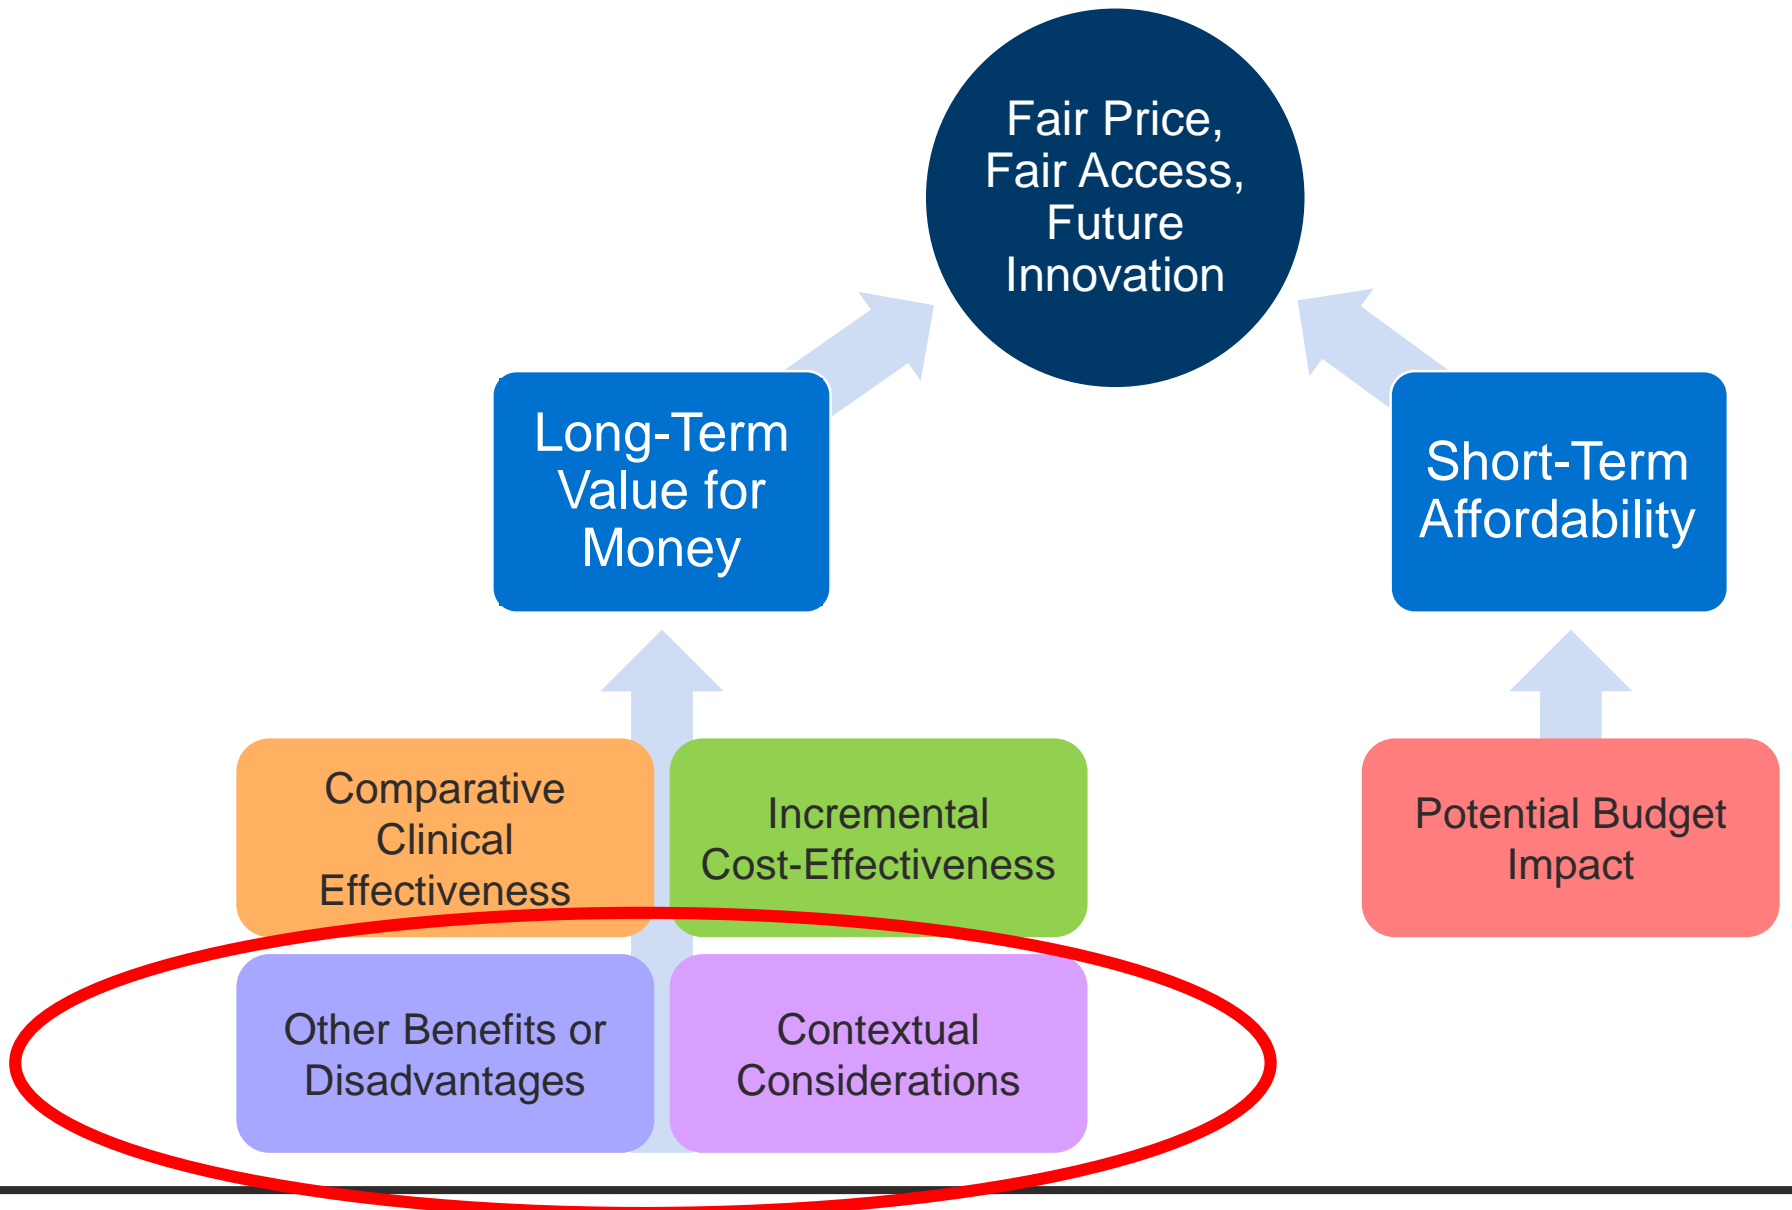 Fair Price,
Fair Access,
Future
Innovation
Long-Term
Value for
Money
Short-Term
Affordability
Comparative
Clinical
Effectiveness
Incremental
Cost-Effectiveness
Potential Budget
Impact
Other Benefits or
Disadvantages
Contextual
Considerations